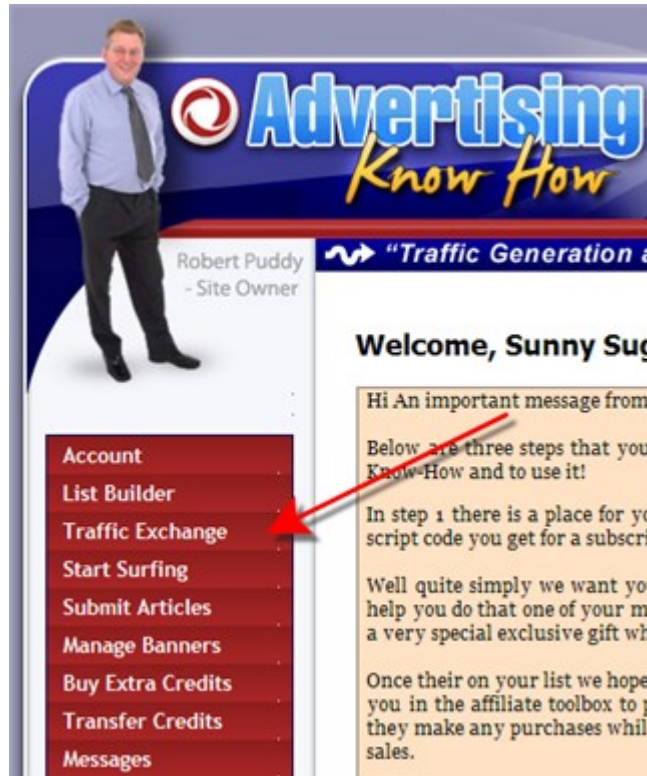 Advertising
Know How
Robert Puddy
- Site Owner
"Traffic Generation a
Welcome, Sunny Sug
Hi An important message from
Below are three steps that you
Know-How and to use it!
In step 1 there is a place for yo
script code you get for a subscri
Well quite simply we want you
help you do that one of your m
a very special exclusive gift wh
Once their on your list we hope
you in the affiliate toolbox to p
they make any purchases whil
sales.
Account
List Builder
Traffic Exchange
Start Surfing
Submit Articles
Manage Banners
Buy Extra Credits
Transfer Credits
Messages